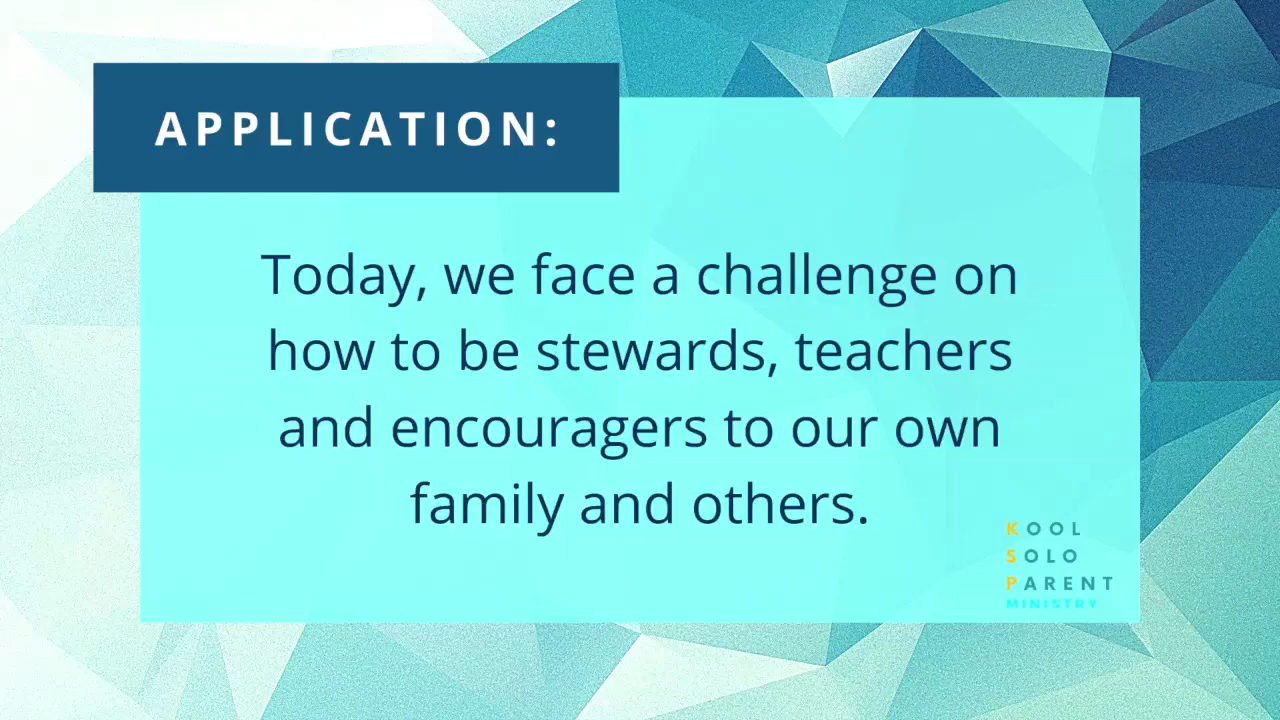 APPLICATION:
Today, we face a challenge on
how to be stewards, teachers
and encouragers to our own
family and others.
KOOL
SOLO
PARENT
MINISTRY